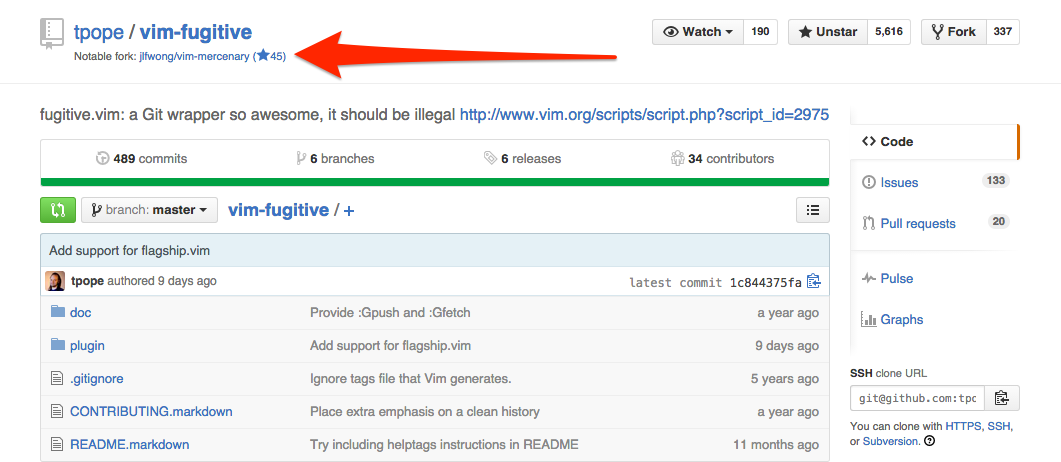 tpope / vim-fugitive
Notable fork: jlfwong/vim-mercenary (★45)
Watch 190 Unstar 5,616 Fork 337
fugitive.vim: a Git wrapper so awesome, it should be illegal http://www.vim.org/scripts/script.php?script_id=2975
489 commits 6 branches 6 releases 34 contributors
branch: master vim-fugitive / +
Add support for flagship.vim
tpope authored 9 days ago latest commit 1c844375fa
doc Provide :Gpush and :Gfetch a year ago
plugin Add support for flagship.vim 9 days ago
.gitignore Ignore tags file that Vim generates. 5 years ago
CONTRIBUTING.markdown Place extra emphasis on a clean history a year ago
README.markdown Try including helptags instructions in README 11 months ago
Code
Issues 133
Pull requests 20
Pulse
Graphs
SSH clone URL
git@github.com:tpo
You can clone with HTTPS, SSH,
or Subversion.